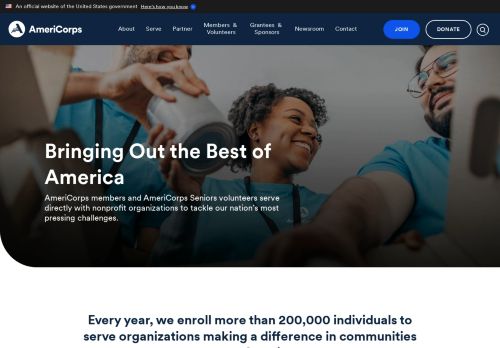 An official website of the United States government Here's how you know
AmeriCorps
About Serve Partner Members & Volunteers Grantees & Sponsors Newsroom Contact JOIN DONATE
Bringing Out the Best of
America
AmeriCorps members and AmeriCorps Seniors volunteers serve
directly with nonprofit organizations to tackle our nation's most
pressing challenges.
Every year, we enroll more than 200,000 individuals to
serve organizations making a difference in communities